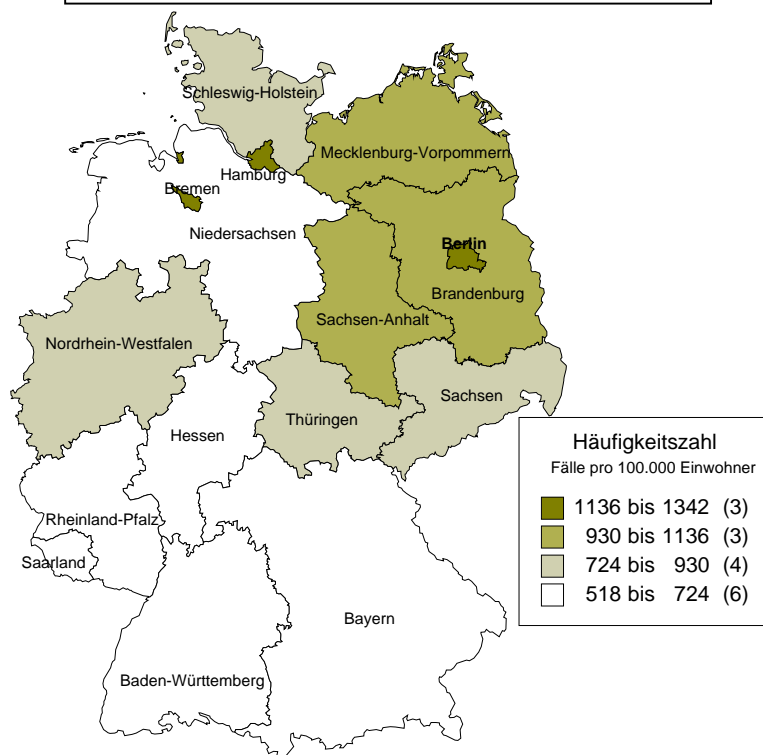 Schleswig-Holstein
Mecklenburg-Vorpommern
Hamburg
Bremen
Niedersachsen
Berlin
Brandenburg
Sachsen-Anhalt
Nordrhein-Westfalen
Sachsen
Thüringen
Hessen
Häufigkeitszahl
Fälle pro 100.000 Einwohner
1136 bis 1342 (3)
930 bis 1136 (3)
724 bis 930 (4)
518 bis 724 (6)
Rheinland-Pfalz
Saarland
Bayern
Baden-Württemberg